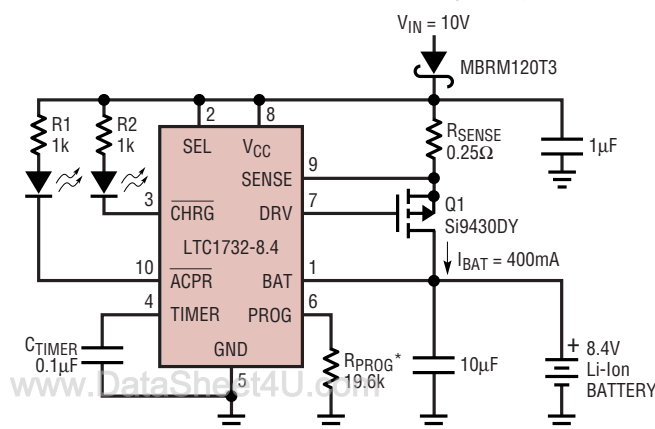 V_IN = 10V
MBRM120T3
R1
1k
R2
1k
2
8
SEL
V_CC
R_SENSE
0.25Ω
1µF
SENSE
9
3
CHRG
DRV
7
Q1
Si9430DY
LTC1732-8.4
I_BAT = 400mA
10
ACPR
BAT
1
4
TIMER
PROG
6
GND
C_TIMER
0.1µF
R_PROG*
19.6k
10µF
+
8.4V
Li-Ion
BATTERY
5
www.DataSheet4U.com